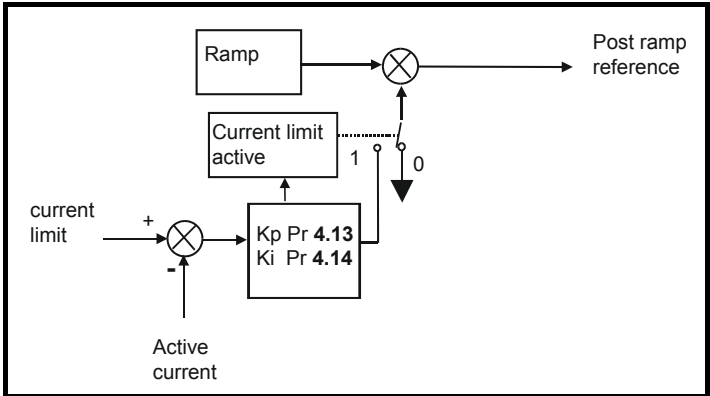 Ramp
Post ramp
reference
Current limit
active
1
0
current
limit
+
-
Kp Pr 4.13
Ki Pr 4.14
Active
current